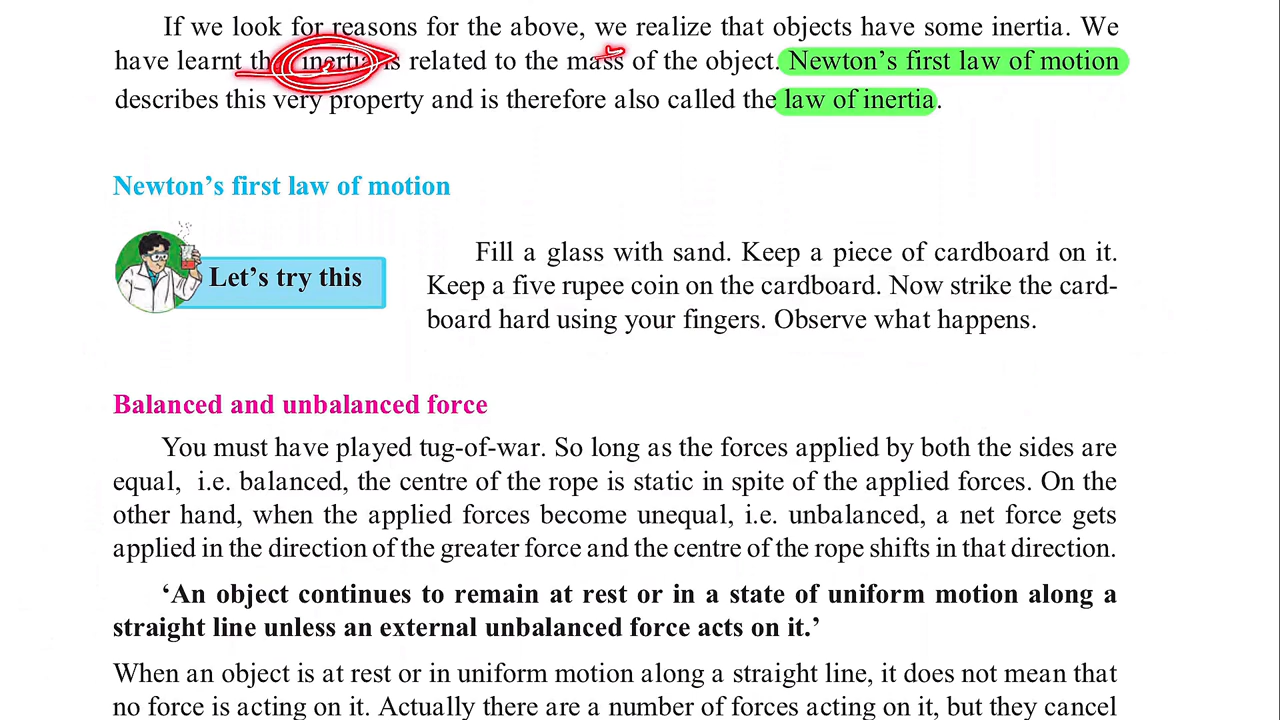 If we look for reasons for the above, we realize that objects have some inertia. We
have learnt that inertia is related to the mass of the object. Newton’s first law of motion
describes this very property and is therefore also called the law of inertia.
Newton’s first law of motion
Let’s try this
Fill a glass with sand. Keep a piece of cardboard on it.
Keep a five rupee coin on the cardboard. Now strike the card-
board hard using your fingers. Observe what happens.
Balanced and unbalanced force
You must have played tug-of-war. So long as the forces applied by both the sides are
equal, i.e. balanced, the centre of the rope is static in spite of the applied forces. On the
other hand, when the applied forces become unequal, i.e. unbalanced, a net force gets
applied in the direction of the greater force and the centre of the rope shifts in that direction.
‘An object continues to remain at rest or in a state of uniform motion along a
straight line unless an external unbalanced force acts on it.’
When an object is at rest or in uniform motion along a straight line, it does not mean that
no force is acting on it. Actually there are a number of forces acting on it, but they cancel